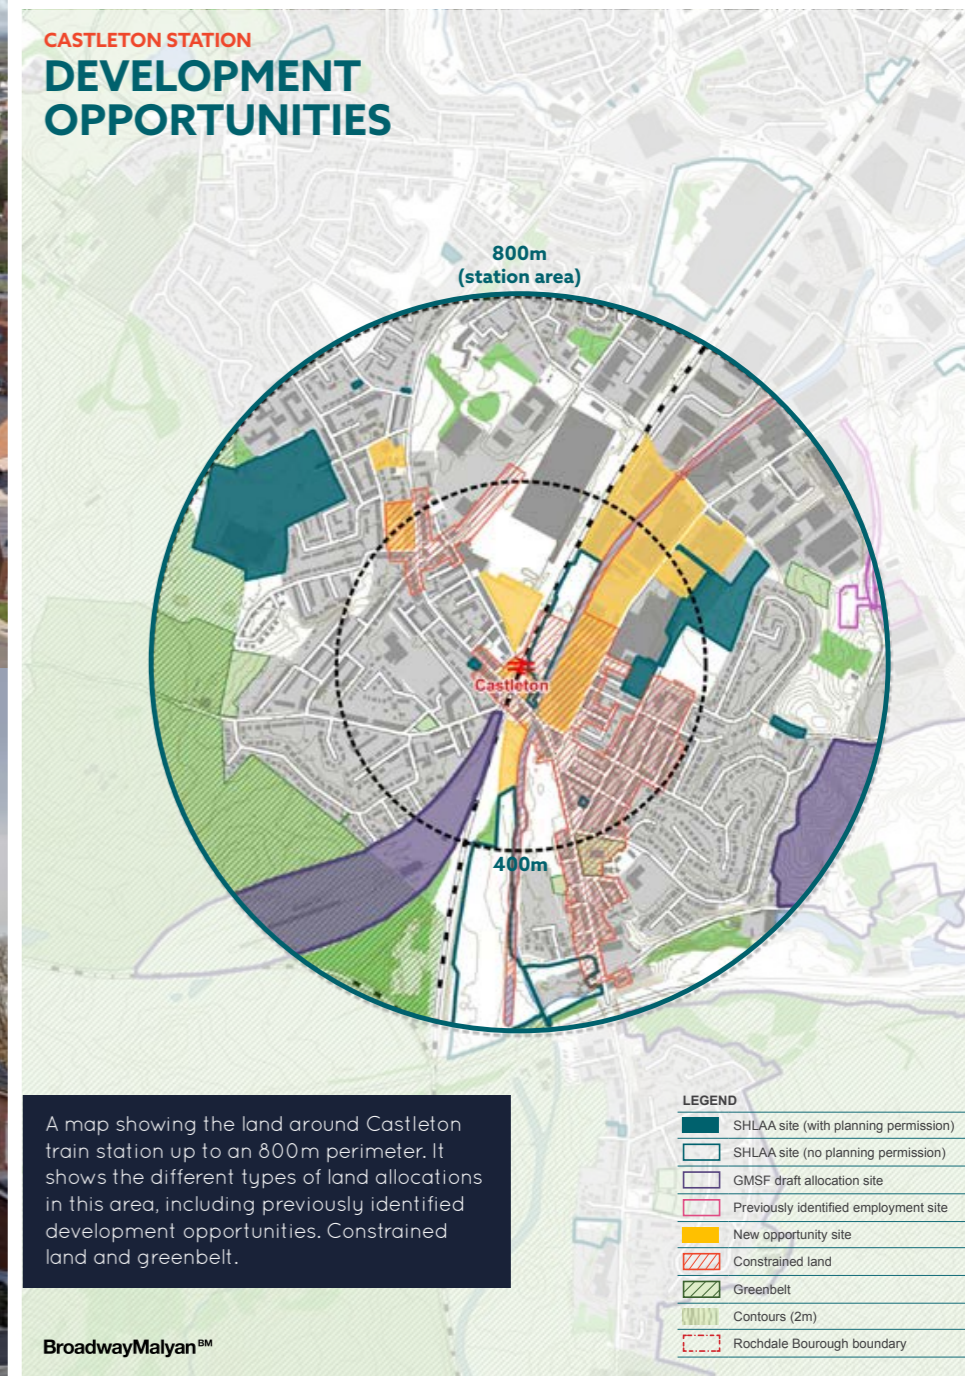 CASTLETON STATION
DEVELOPMENT
OPPORTUNITIES
800m
(station area)
Castleton
400m
A map showing the land around Castleton
train station up to an 800m perimeter. It
shows the different types of land allocations
in this area, including previously identified
development opportunities. Constrained
land and greenbelt.
BroadwayMalyan BM
LEGEND
SHLAA site (with planning permission)
SHLAA site (no planning permission)
GMSF draft allocation site
Previously identified employment site
New opportunity site
Constrained land
Greenbelt
Contours (2m)
Rochdale Bourough boundary